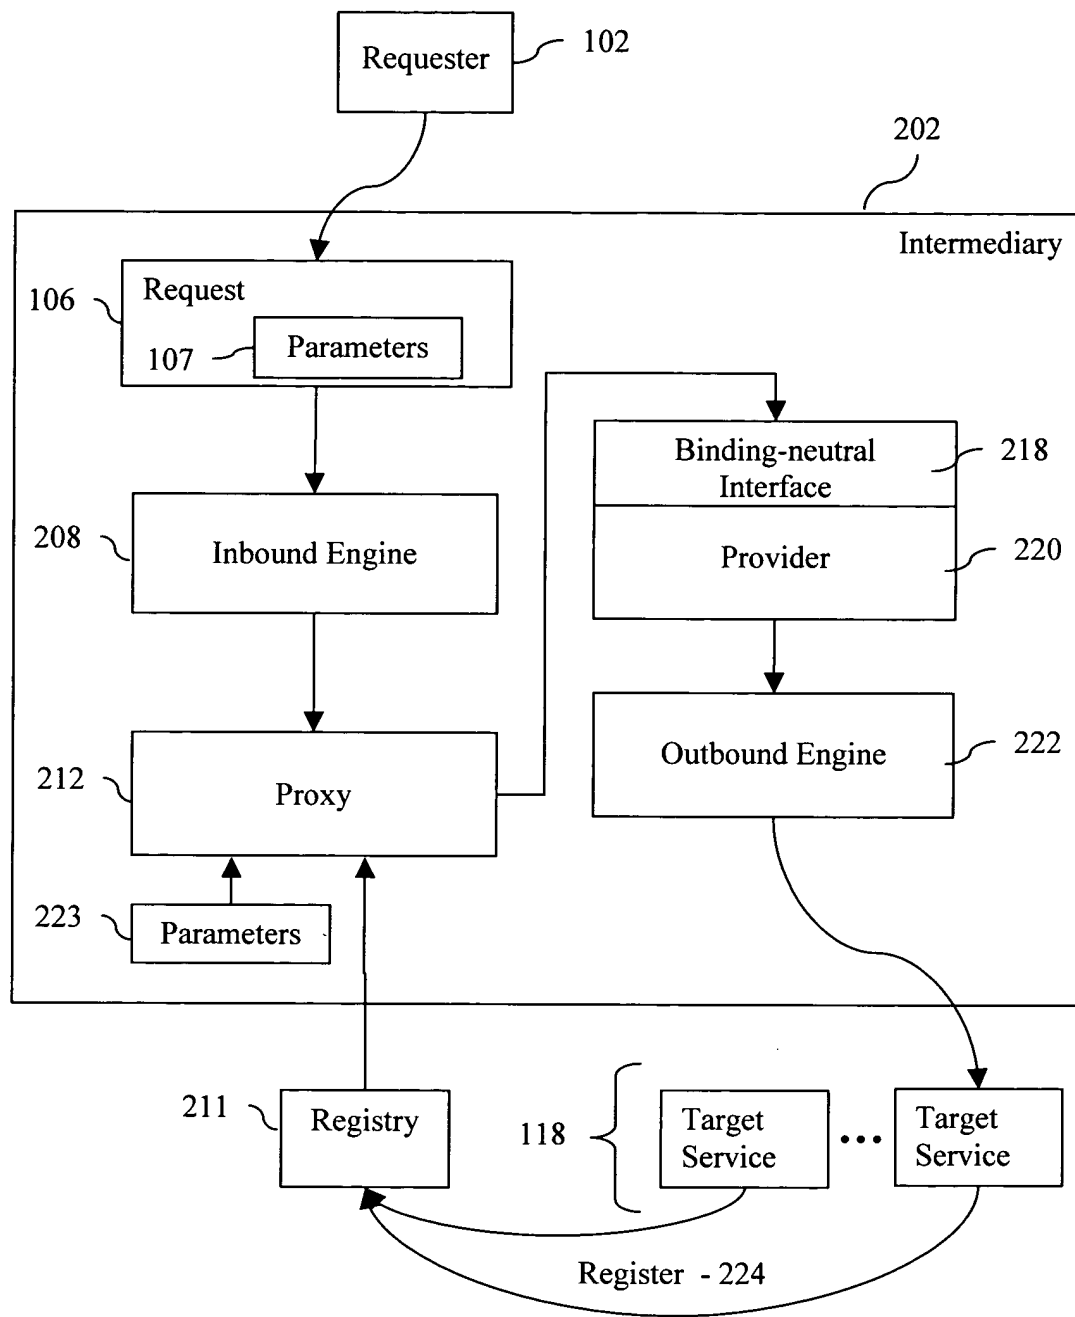 Requester
102
202
Intermediary
106
Request
107
Parameters
Binding-neutral
Interface
218
208
Inbound Engine
Provider
220
212
Proxy
Outbound Engine
222
223
Parameters
211
Registry
118
Target
Service
•••
Target
Service
Register - 224